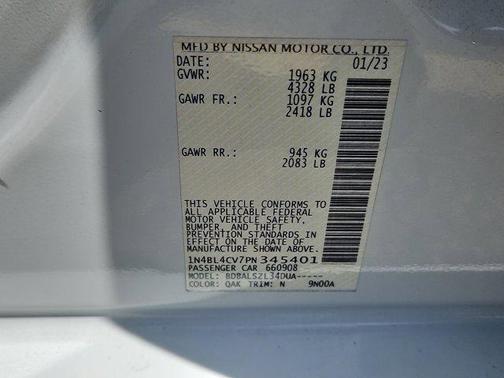 MFD BY NISSAN MOTOR CO., LTD.
DATE: 01/23
GVWR: 1963 KG
4328 LB
GAWR FR.: 1097 KG
2418 LB
GAWR RR.: 945 KG
2083 LB
THIS VEHICLE CONFORMS TO
ALL APPLICABLE FEDERAL
MOTOR VEHICLE SAFETY,
BUMPER, AND THEFT
PREVENTION STANDARDS IN
EFFECT ON THE DATE OF
MANUFACTURE SHOWN ABOVE.
1N4BL4CV7PN345401
PASSENGER CAR 660908
MODEL: BDBALSZL34DUA-----
COLOR: QAK TRIM: N 9N00A